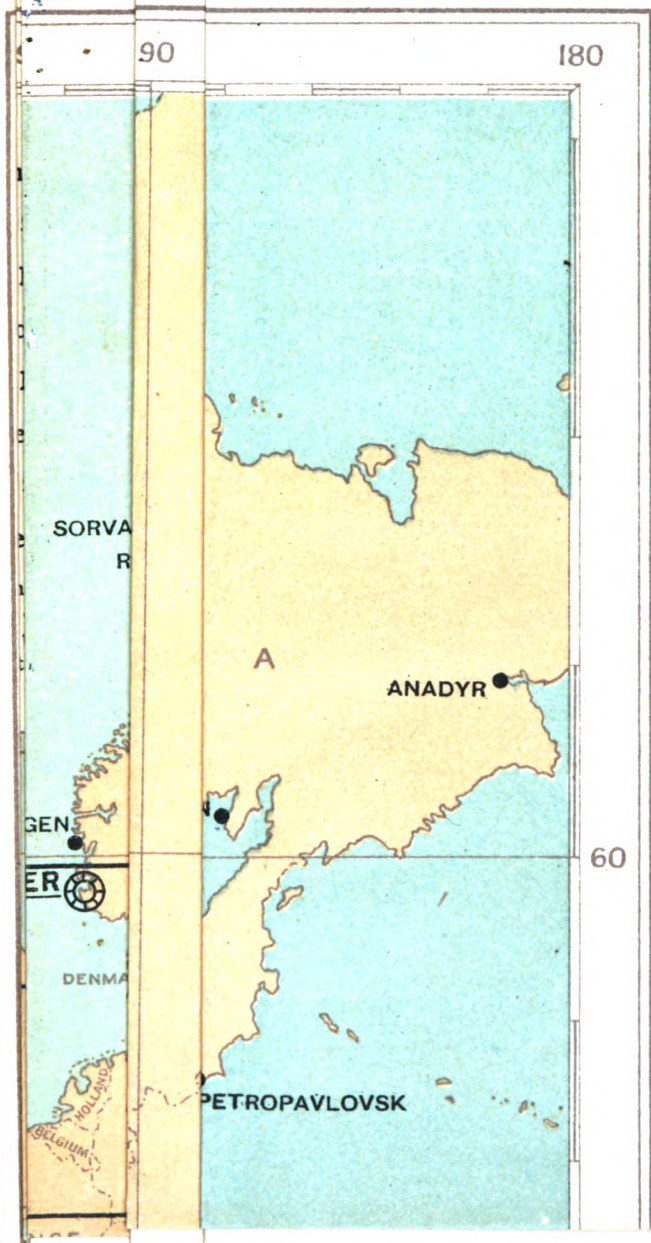 90
180
SORVA
R
A
ANADYR
N
GEN
60
ER
DENMA
HOLLAND
PETROPAVLOVSK
BELGIUM